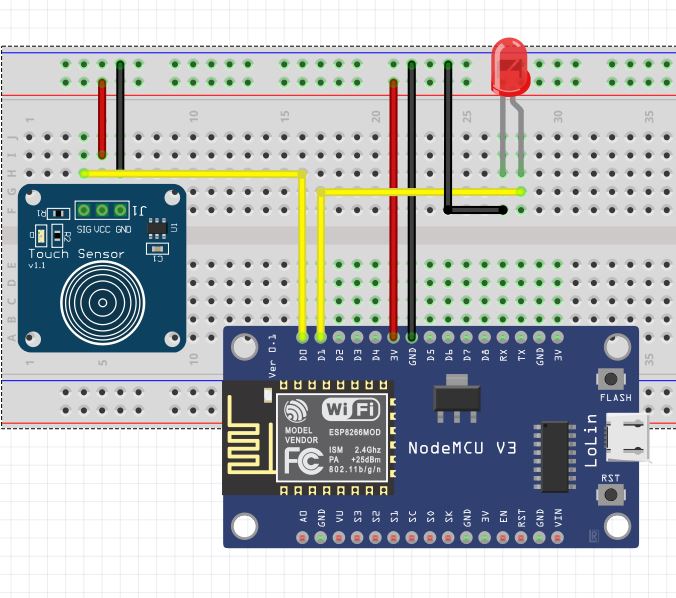 1 10 15 20 25 30 35
J
I
H
G
F
R1 J1 U1
SIG VCC GND
D R2 C1
Touch Sensor
v1.1
E
D
C
B
A
1 5 10 35
Ver 0.1
D0 D1 D2 D3 D4 3V GND D5 D6 D7 D8 RX TX GND 3V
FLASH
WiFi
MODEL ESP8266MOD
VENDOR
ISM 2.4Ghz
PA +25dBm
802.11b/g/n
FC
NodeMCU V3
LoLin
RST
A0 GND VU S3 S2 S1 SC S0 SK GND 3V EN RST GND VIN